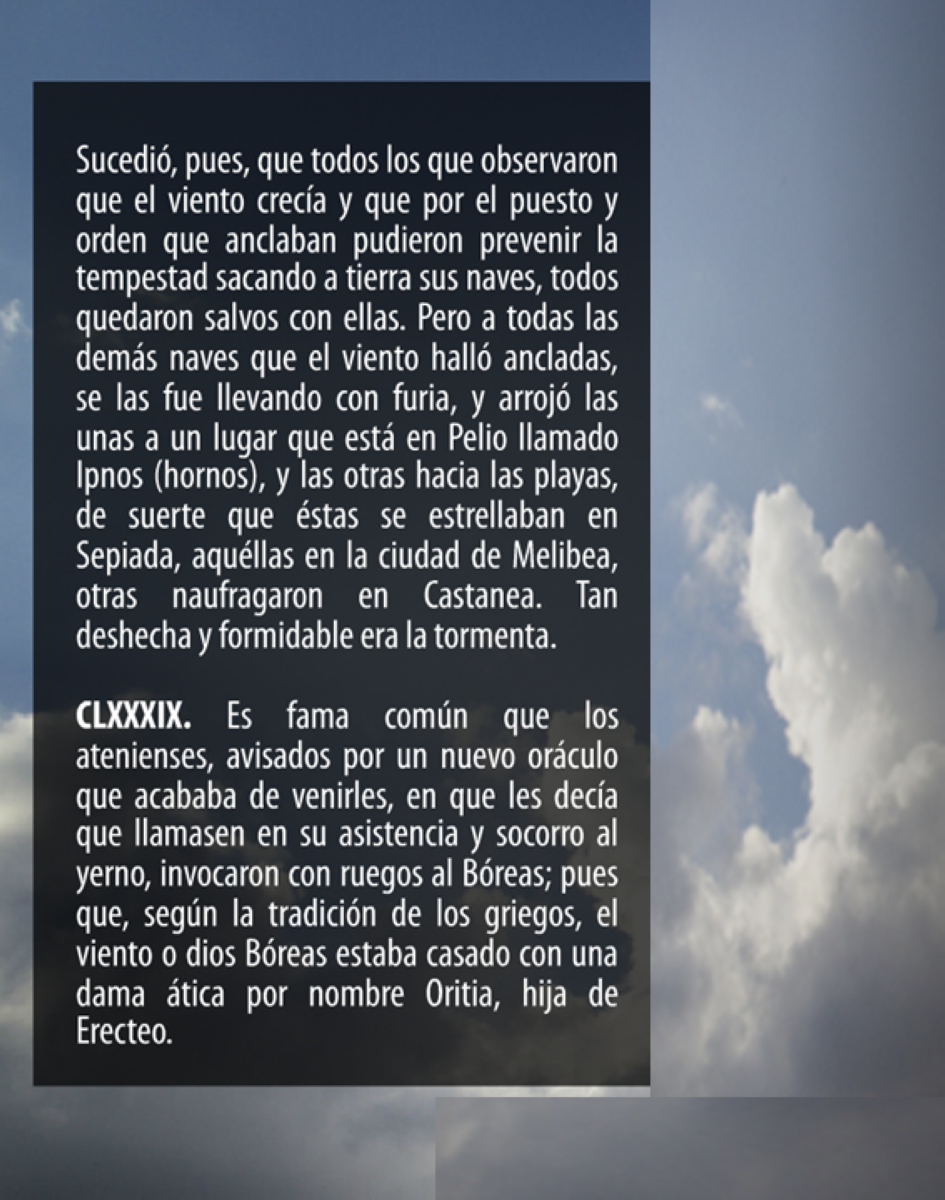 Sucedió, pues, que todos los que observaron
que el viento crecía y que por el puesto y
orden que anclaban pudieron prevenir la
tempestad sacando a tierra sus naves, todos
quedaron salvos con ellas. Pero a todas las
demás naves que el viento halló ancladas,
se las fue llevando con furia, y arrojó las
unas a un lugar que está en Pelio llamado
Ipnos (hornos), y las otras hacia las playas,
de suerte que éstas se estrellaban en
Sepiada, aquéllas en la ciudad de Melibea,
otras naufragaron en Castanea. Tan
deshecha y formidable era la tormenta.
CLXXXIX. Es fama común que los
atenienses, avisados por un nuevo oráculo
que acababa de venirles, en que les decía
que llamasen en su asistencia y socorro al
yerno, invocaron con ruegos al Bóreas; pues
que, según la tradición de los griegos, el
viento o dios Bóreas estaba casado con una
dama ática por nombre Oritia, hija de
Erecteo.